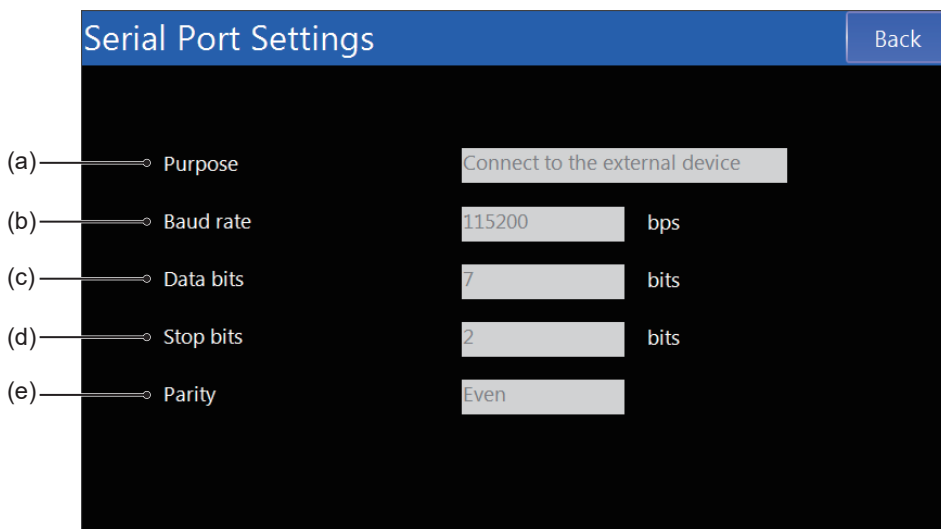 Serial Port Settings Back
(a) Purpose Connect to the external device
(b) Baud rate 115200 bps
(c) Data bits 7 bits
(d) Stop bits 2 bits
(e) Parity Even